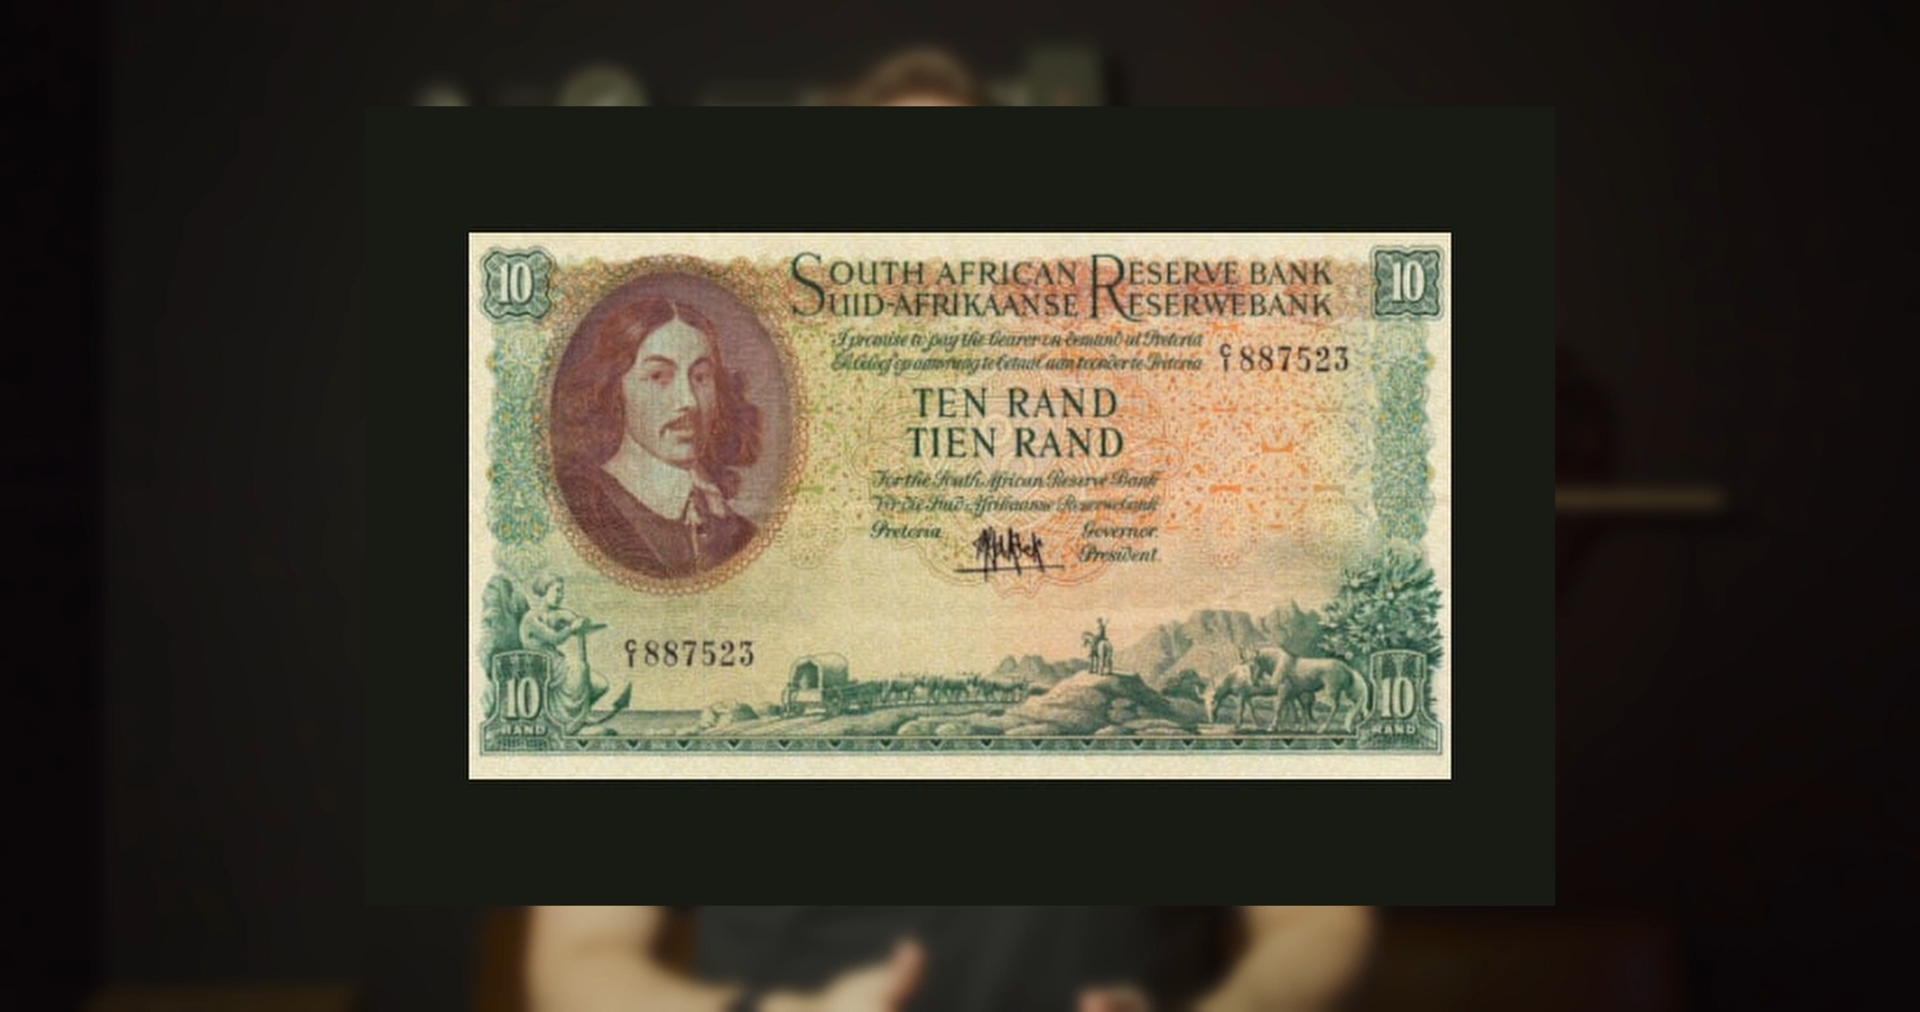 10
10
SOUTH AFRICAN RESERVE BANK
SUID-AFRIKAANSE RESERWEBANK
I promise to pay the bearer on demand at Pretoria
Ek beloof op aanvraag te betaal aan toonder te Pretoria
C/1 887523
TEN RAND
TIEN RAND
For the South African Reserve Bank
Vir die Suid-Afrikaanse Reserwebank
Pretoria
Governor.
President.
C/1 887523
10
RAND
10
RAND